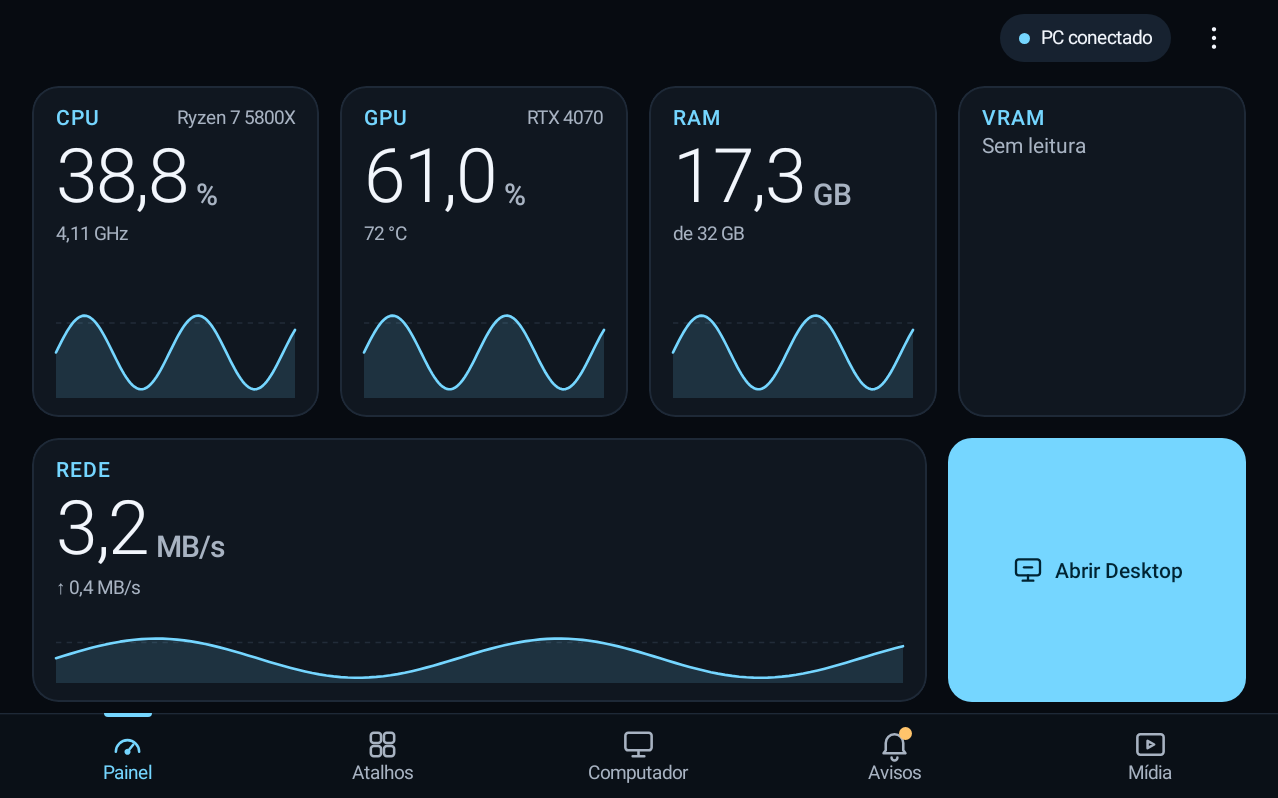 PC conectado
CPU Ryzen 7 5800X
38,8 %
4,11 GHz
GPU RTX 4070
61,0 %
72 °C
RAM
17,3 GB
de 32 GB
VRAM
Sem leitura
REDE
3,2 MB/s
↑ 0,4 MB/s
Abrir Desktop
Painel
Atalhos
Computador
Avisos
Mídia